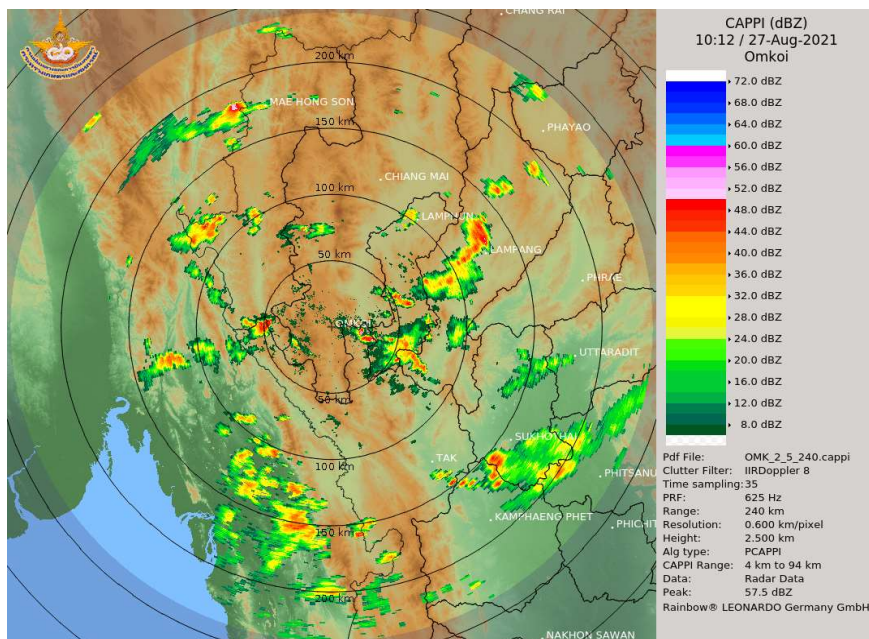 CHANG RAI
CAPPI (dBZ)
10:12 / 27-Aug-2021
Omkoi
200 km
MAE HONG SON
150 km
PHAYAO
CHIANG MAI
100 km
LAMPHUN
LAMPANG
50 km
PHRAE
OMKOI
UTTARADIT
50 km
SUKHOTHAI
TAK
100 km
PHITSANU
KAMPHAENG PHET
PHICHIT
150 km
200 km
NAKHON SAWAN
72.0 dBZ
68.0 dBZ
64.0 dBZ
60.0 dBZ
56.0 dBZ
52.0 dBZ
48.0 dBZ
44.0 dBZ
40.0 dBZ
36.0 dBZ
32.0 dBZ
28.0 dBZ
24.0 dBZ
20.0 dBZ
16.0 dBZ
12.0 dBZ
8.0 dBZ
Pdf File: OMK_2_5_240.cappi
Clutter Filter: IIRDoppler 8
Time sampling: 35
PRF: 625 Hz
Range: 240 km
Resolution: 0.600 km/pixel
Height: 2.500 km
Alg type: PCAPPI
CAPPI Range: 4 km to 94 km
Data: Radar Data
Peak: 57.5 dBZ
Rainbow® LEONARDO Germany GmbH